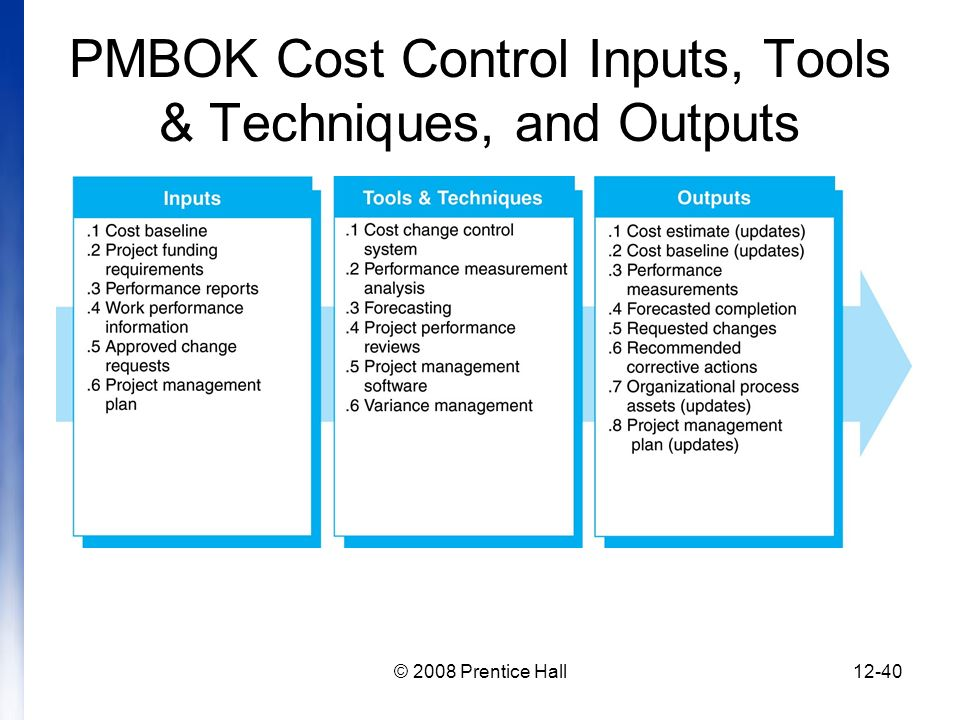 PMBOK Cost Control Inputs, Tools
& Techniques, and Outputs
Inputs
.1 Cost baseline
.2 Project funding
requirements
.3 Performance reports
.4 Work performance
information
.5 Approved change
requests
.6 Project management
plan
Tools & Techniques
.1 Cost change control
system
.2 Performance measurement
analysis
.3 Forecasting
.4 Project performance
reviews
.5 Project management
software
.6 Variance management
Outputs
.1 Cost estimate (updates)
.2 Cost baseline (updates)
.3 Performance
measurements
.4 Forecasted completion
.5 Requested changes
.6 Recommended
corrective actions
.7 Organizational process
assets (updates)
.8 Project management
plan (updates)
© 2008 Prentice Hall
12-40